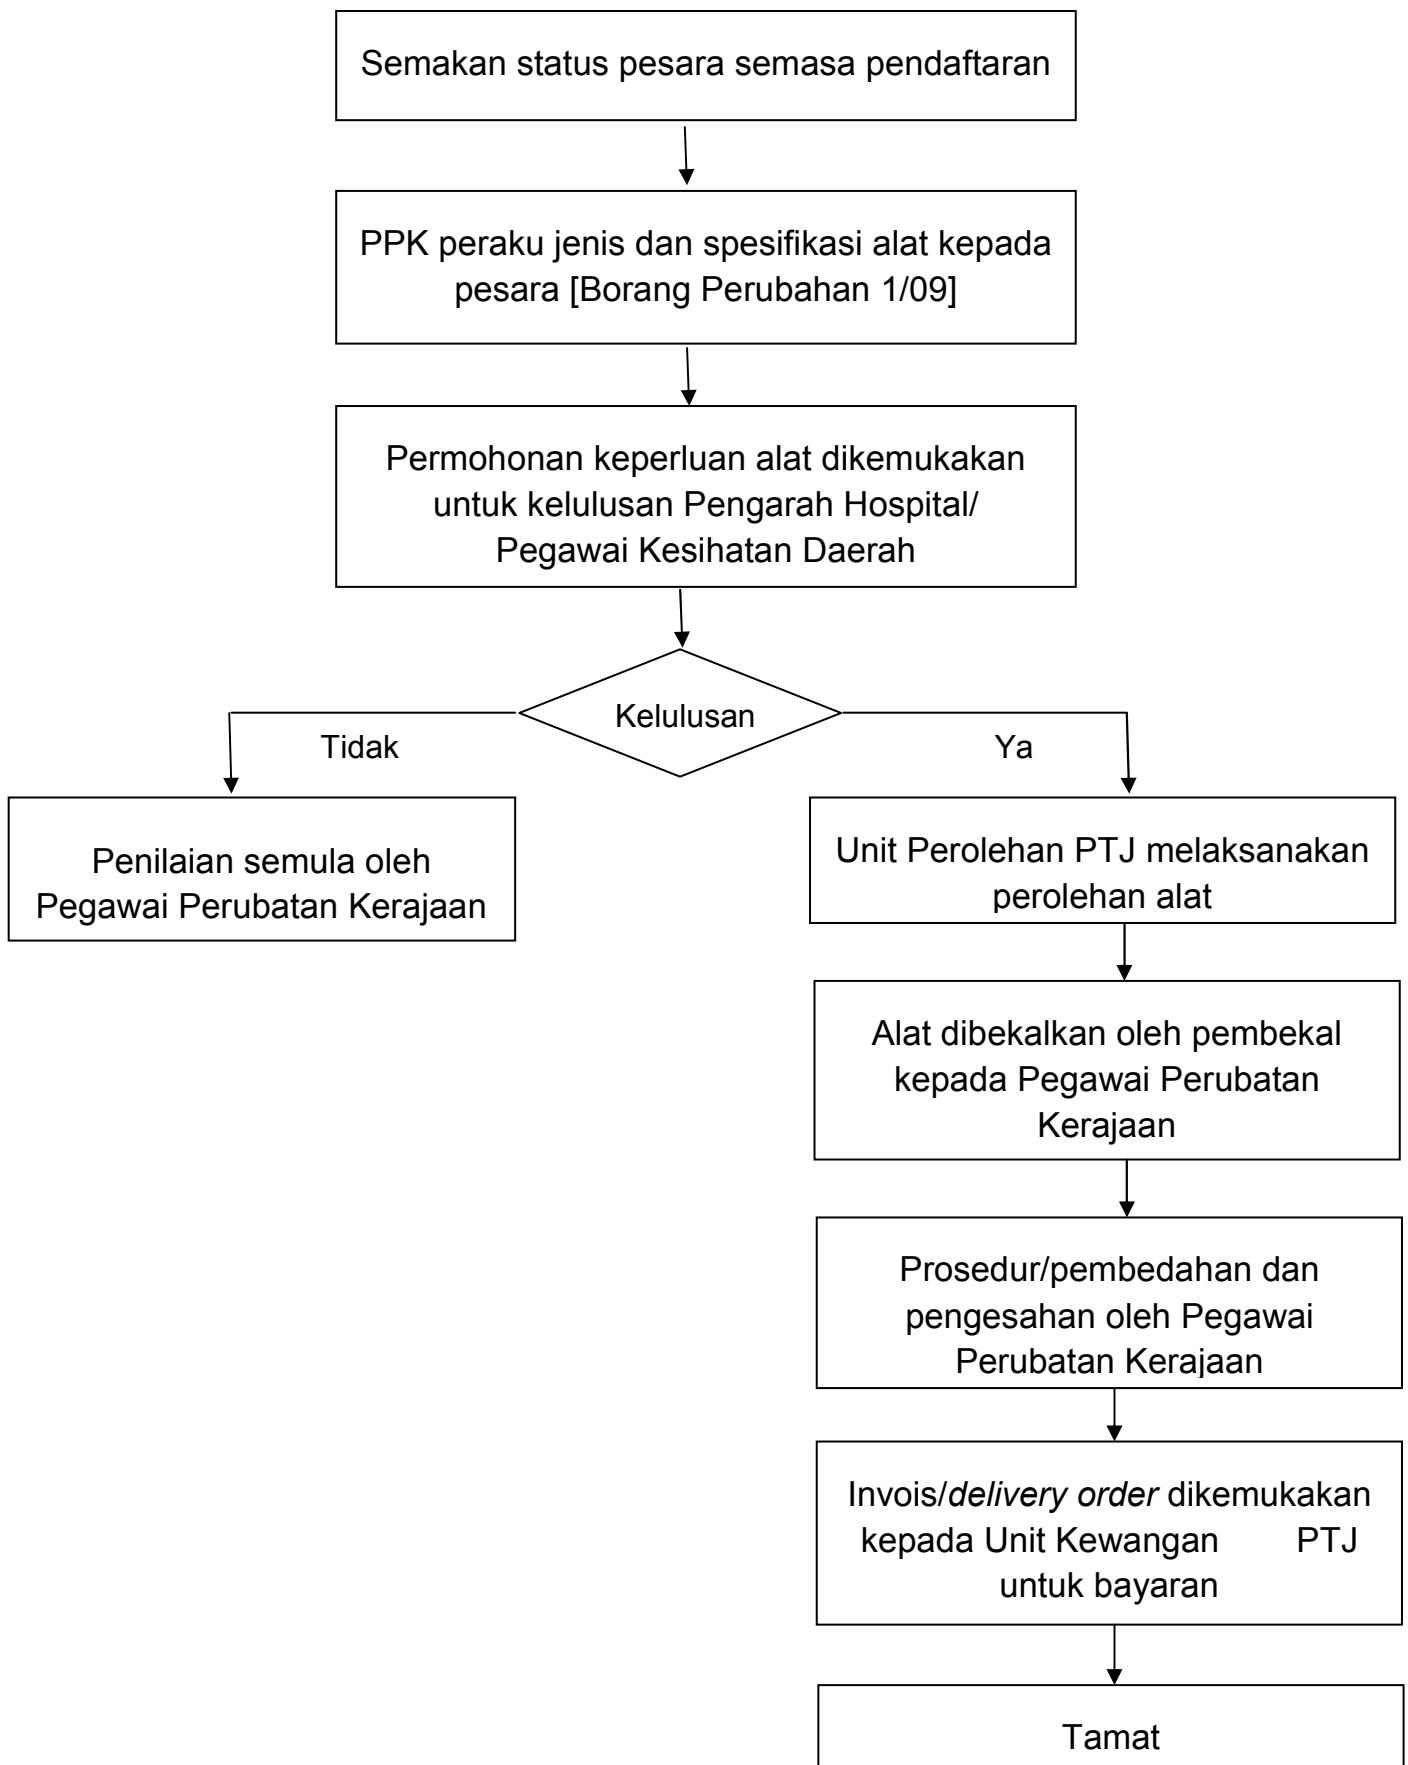 Semakan status pesara semasa pendaftaran
PPK peraku jenis dan spesifikasi alat kepada
pesara [Borang Perubahan 1/09]
Permohonan keperluan alat dikemukakan
untuk kelulusan Pengarah Hospital/
Pegawai Kesihatan Daerah
Kelulusan
Tidak
Ya
Penilaian semula oleh
Pegawai Perubatan Kerajaan
Unit Perolehan PTJ melaksanakan
perolehan alat
Alat dibekalkan oleh pembekal
kepada Pegawai Perubatan
Kerajaan
Prosedur/pembedahan dan
pengesahan oleh Pegawai
Perubatan Kerajaan
Invois/delivery order dikemukakan
kepada Unit Kewangan PTJ
untuk bayaran
Tamat